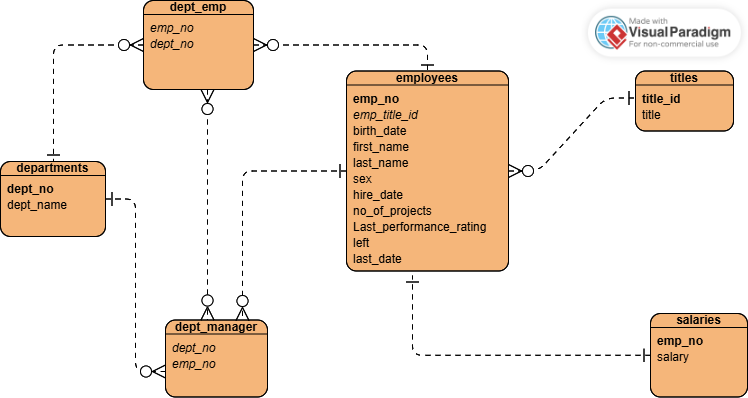 dept_emp
emp_no
dept_no
Made with
Visual Paradigm
For non-commercial use
employees
emp_no
emp_title_id
birth_date
first_name
last_name
sex
hire_date
no_of_projects
Last_performance_rating
left
last_date
titles
title_id
title
departments
dept_no
dept_name
dept_manager
dept_no
emp_no
salaries
emp_no
salary